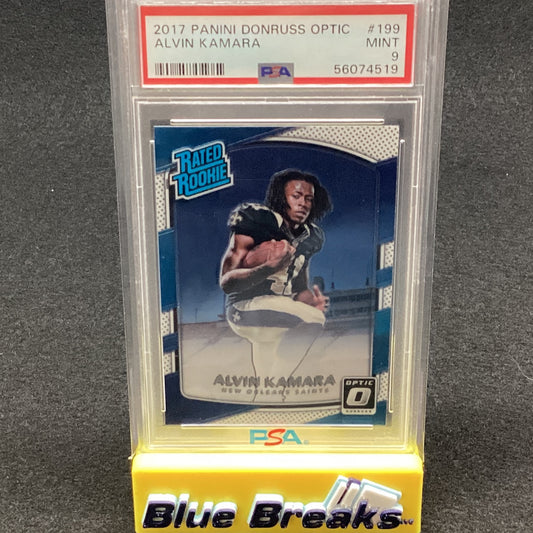 2017 PANINI DONRUSS OPTIC #199
ALVIN KAMARA MINT
9
PSA 56074519
RATED
ROOKIE
ALVIN KAMARA
NEW ORLEANS SAINTS
OPTIC
DONRUSS
PSA
Blue Breaks